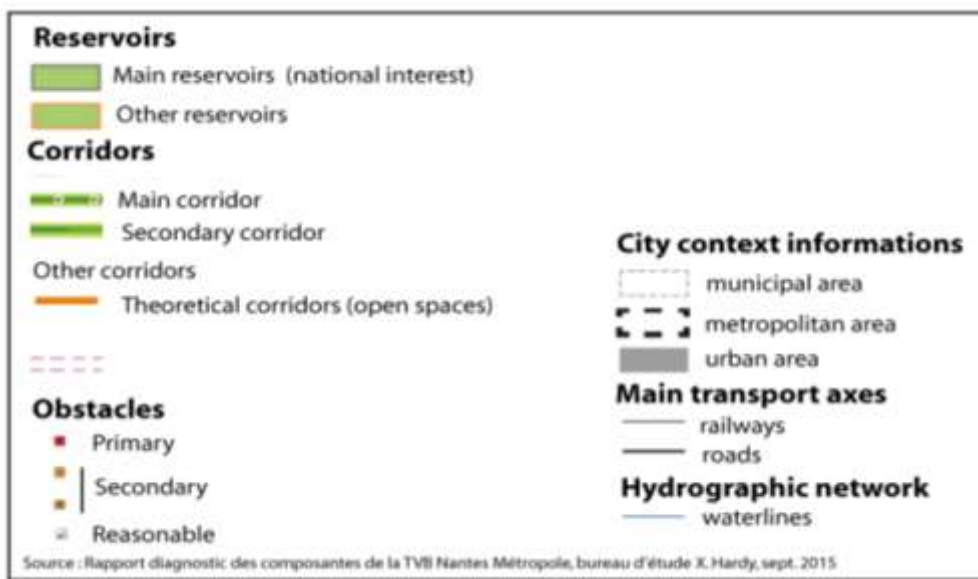 Reservoirs
Main reservoirs (national interest)
Other reservoirs
Corridors
Main corridor
Secondary corridor
Other corridors
Theoretical corridors (open spaces)
Obstacles
Primary
Secondary
Reasonable
City context informations
municipal area
metropolitan area
urban area
Main transport axes
railways
roads
Hydrographic network
waterlines
Source : Rapport diagnostic des composantes de la TVB Nantes Métropole, bureau d'étude X. Hardy, sept. 2015